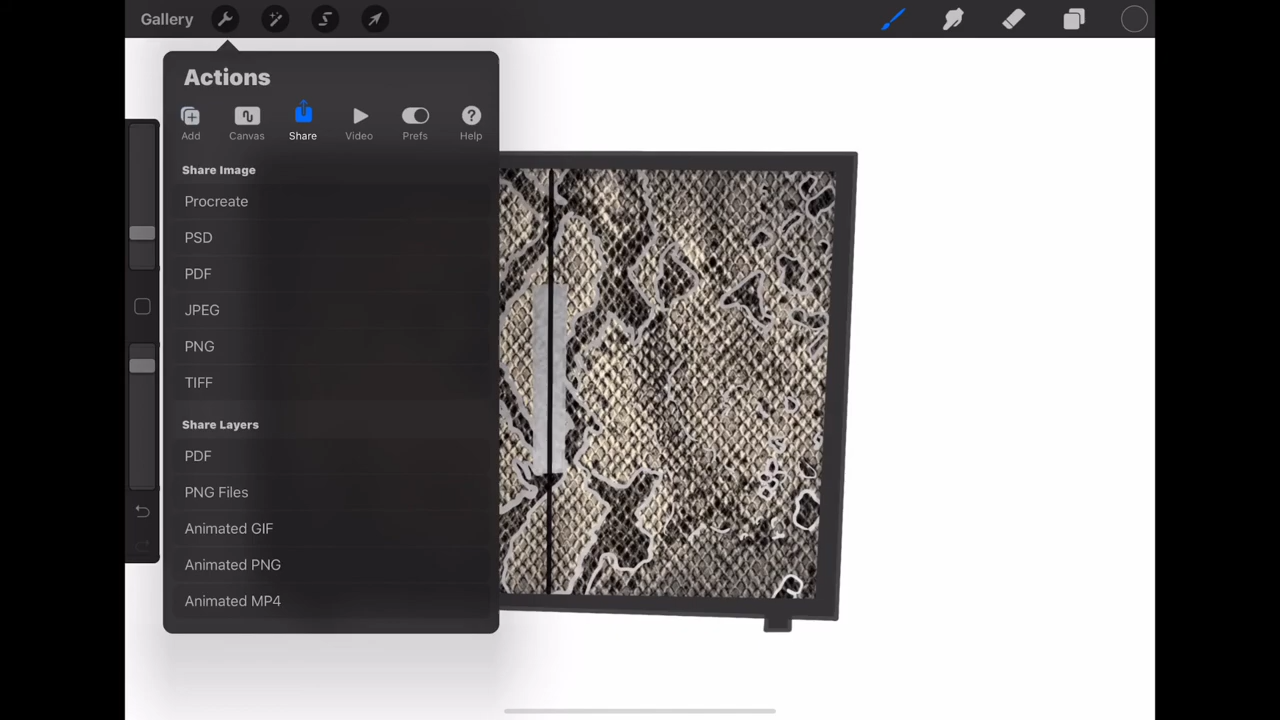 Gallery
Actions
Add Canvas Share Video Prefs Help
Share Image
Procreate
PSD
PDF
JPEG
PNG
TIFF
Share Layers
PDF
PNG Files
Animated GIF
Animated PNG
Animated MP4